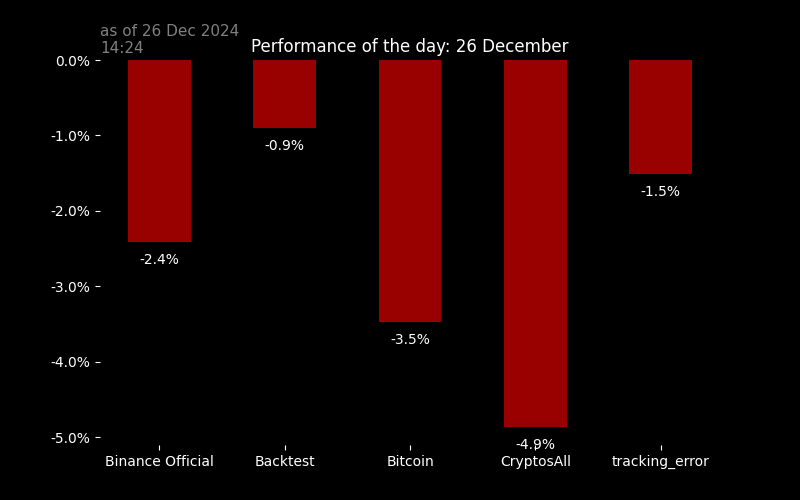 as of 26 Dec 2024
14:24
Performance of the day: 26 December
0.0%
-1.0%
-2.0%
-3.0%
-4.0%
-5.0%
-2.4%
-0.9%
-3.5%
-4.9%
-1.5%
Binance Official
Backtest
Bitcoin
CryptosAll
tracking_error